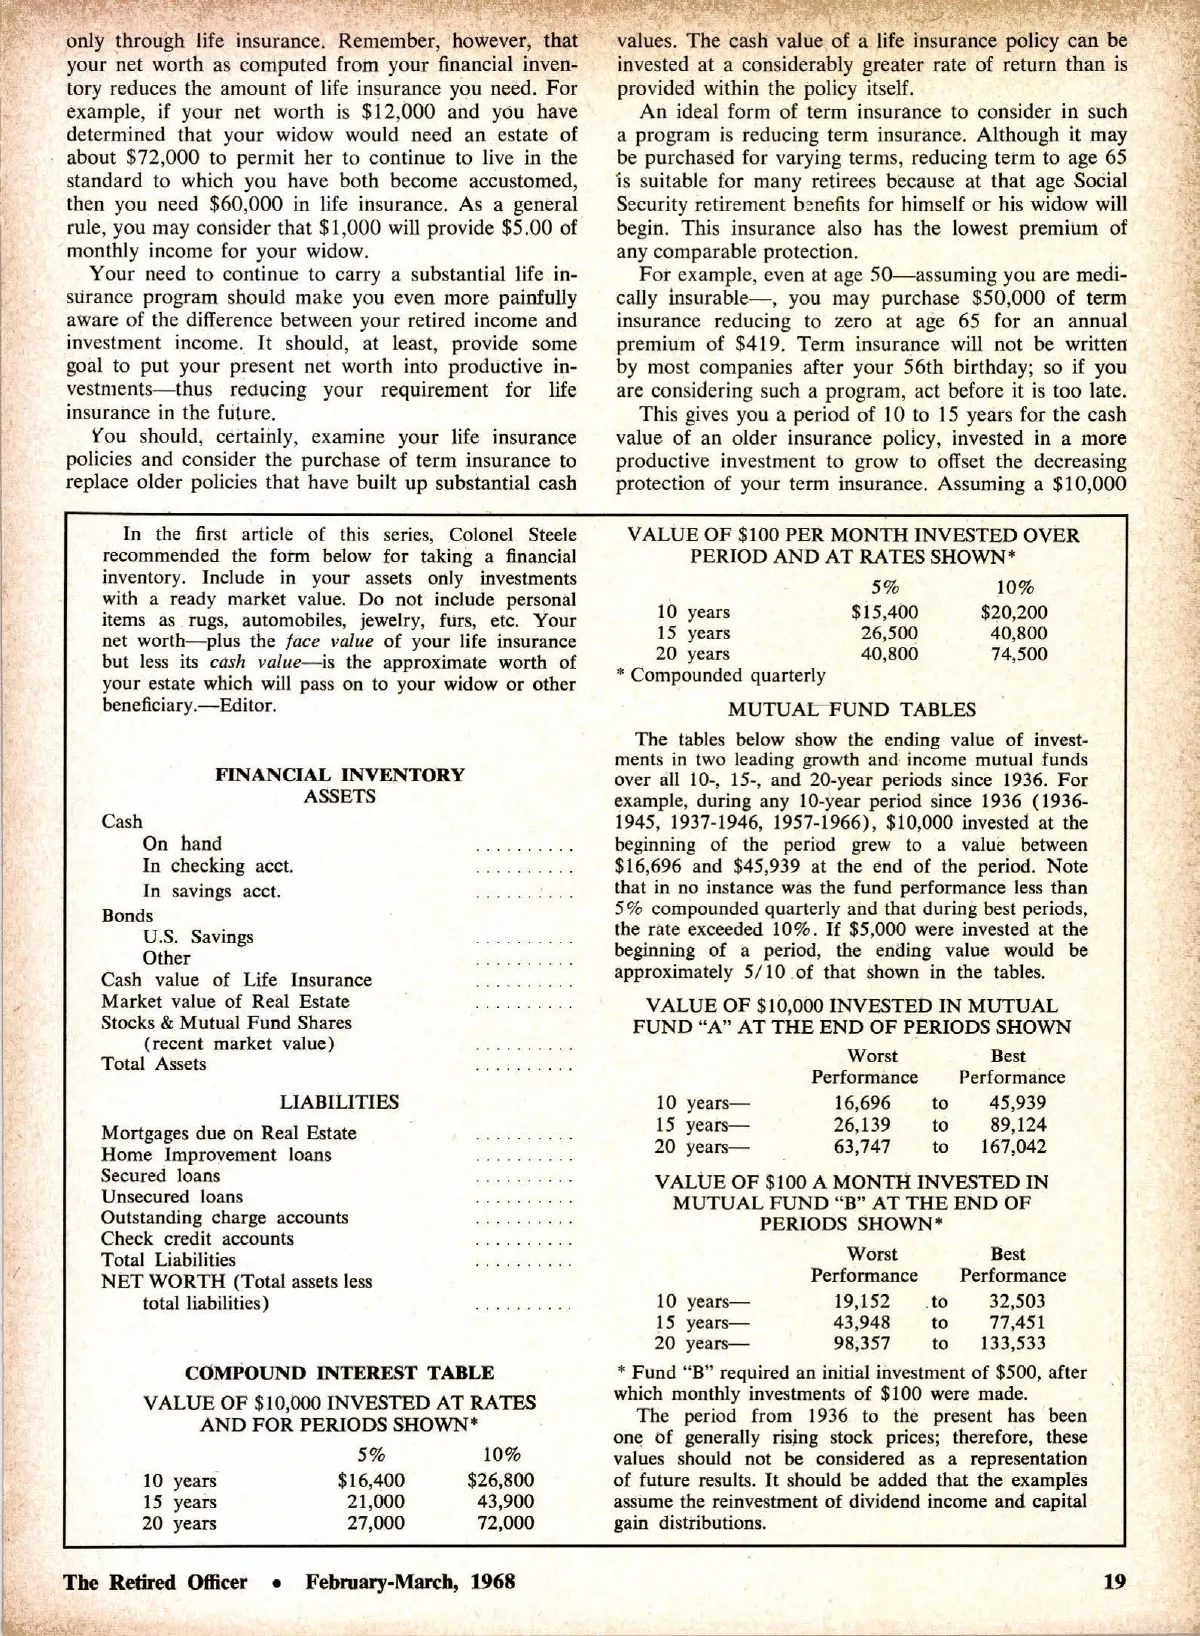 only through life insurance. Remember, however, that
your net worth as computed from your financial inven-
tory reduces the amount of life insurance you need. For
example, if your net worth is $12,000 and you have
determined that your widow would need an estate of
about $72,000 to permit her to continue to live in the
standard to which you have both become accustomed,
then you need $60,000 in life insurance. As a general
rule, you may consider that $1,000 will provide $5.00 of
monthly income for your widow.
Your need to continue to carry a substantial life in-
surance program should make you even more painfully
aware of the difference between your retired income and
investment income. It should, at least, provide some
goal to put your present net worth into productive in-
vestments—thus reducing your requirement for life
insurance in the future.
You should, certainly, examine your life insurance
policies and consider the purchase of term insurance to
replace older policies that have built up substantial cash
values. The cash value of a life insurance policy can be
invested at a considerably greater rate of return than is
provided within the policy itself.
An ideal form of term insurance to consider in such
a program is reducing term insurance. Although it may
be purchased for varying terms, reducing term to age 65
is suitable for many retirees because at that age Social
Security retirement benefits for himself or his widow will
begin. This insurance also has the lowest premium of
any comparable protection.
For example, even at age 50—assuming you are medi-
cally insurable—, you may purchase $50,000 of term
insurance reducing to zero at age 65 for an annual
premium of $419. Term insurance will not be written
by most companies after your 56th birthday; so if you
are considering such a program, act before it is too late.
This gives you a period of 10 to 15 years for the cash
value of an older insurance policy, invested in a more
productive investment to grow to offset the decreasing
protection of your term insurance. Assuming a $10,000
In the first article of this series, Colonel Steele
recommended the form below for taking a financial
inventory. Include in your assets only investments
with a ready market value. Do not include personal
items as rugs, automobiles, jewelry, furs, etc. Your
net worth—plus the face value of your life insurance
but less its cash value—is the approximate worth of
your estate which will pass on to your widow or other
beneficiary.—Editor.
FINANCIAL INVENTORY
ASSETS
Cash
On hand ..........
In checking acct. ..........
In savings acct. ..........
Bonds
U.S. Savings ..........
Other ..........
Cash value of Life Insurance ..........
Market value of Real Estate ..........
Stocks & Mutual Fund Shares
(recent market value) ..........
Total Assets ..........
LIABILITIES
Mortgages due on Real Estate ..........
Home Improvement loans ..........
Secured loans ..........
Unsecured loans ..........
Outstanding charge accounts ..........
Check credit accounts ..........
Total Liabilities ..........
NET WORTH (Total assets less
total liabilities) ..........
COMPOUND INTEREST TABLE
VALUE OF $10,000 INVESTED AT RATES
AND FOR PERIODS SHOWN*
5% 10%
10 years $16,400 $26,800
15 years 21,000 43,900
20 years 27,000 72,000
VALUE OF $100 PER MONTH INVESTED OVER
PERIOD AND AT RATES SHOWN*
5% 10%
10 years $15,400 $20,200
15 years 26,500 40,800
20 years 40,800 74,500
* Compounded quarterly
MUTUAL FUND TABLES
The tables below show the ending value of invest-
ments in two leading growth and income mutual funds
over all 10-, 15-, and 20-year periods since 1936. For
example, during any 10-year period since 1936 (1936-
1945, 1937-1946, 1957-1966), $10,000 invested at the
beginning of the period grew to a value between
$16,696 and $45,939 at the end of the period. Note
that in no instance was the fund performance less than
5% compounded quarterly and that during best periods,
the rate exceeded 10%. If $5,000 were invested at the
beginning of a period, the ending value would be
approximately 5/10 of that shown in the tables.
VALUE OF $10,000 INVESTED IN MUTUAL
FUND “A” AT THE END OF PERIODS SHOWN
Worst Best
Performance Performance
10 years— 16,696 to 45,939
15 years— 26,139 to 89,124
20 years— 63,747 to 167,042
VALUE OF $100 A MONTH INVESTED IN
MUTUAL FUND “B” AT THE END OF
PERIODS SHOWN*
Worst Best
Performance Performance
10 years— 19,152 to 32,503
15 years— 43,948 to 77,451
20 years— 98,357 to 133,533
* Fund “B” required an initial investment of $500, after
which monthly investments of $100 were made.
The period from 1936 to the present has been
one of generally rising stock prices; therefore, these
values should not be considered as a representation
of future results. It should be added that the examples
assume the reinvestment of dividend income and capital
gain distributions.
The Retired Officer • February-March, 1968 19